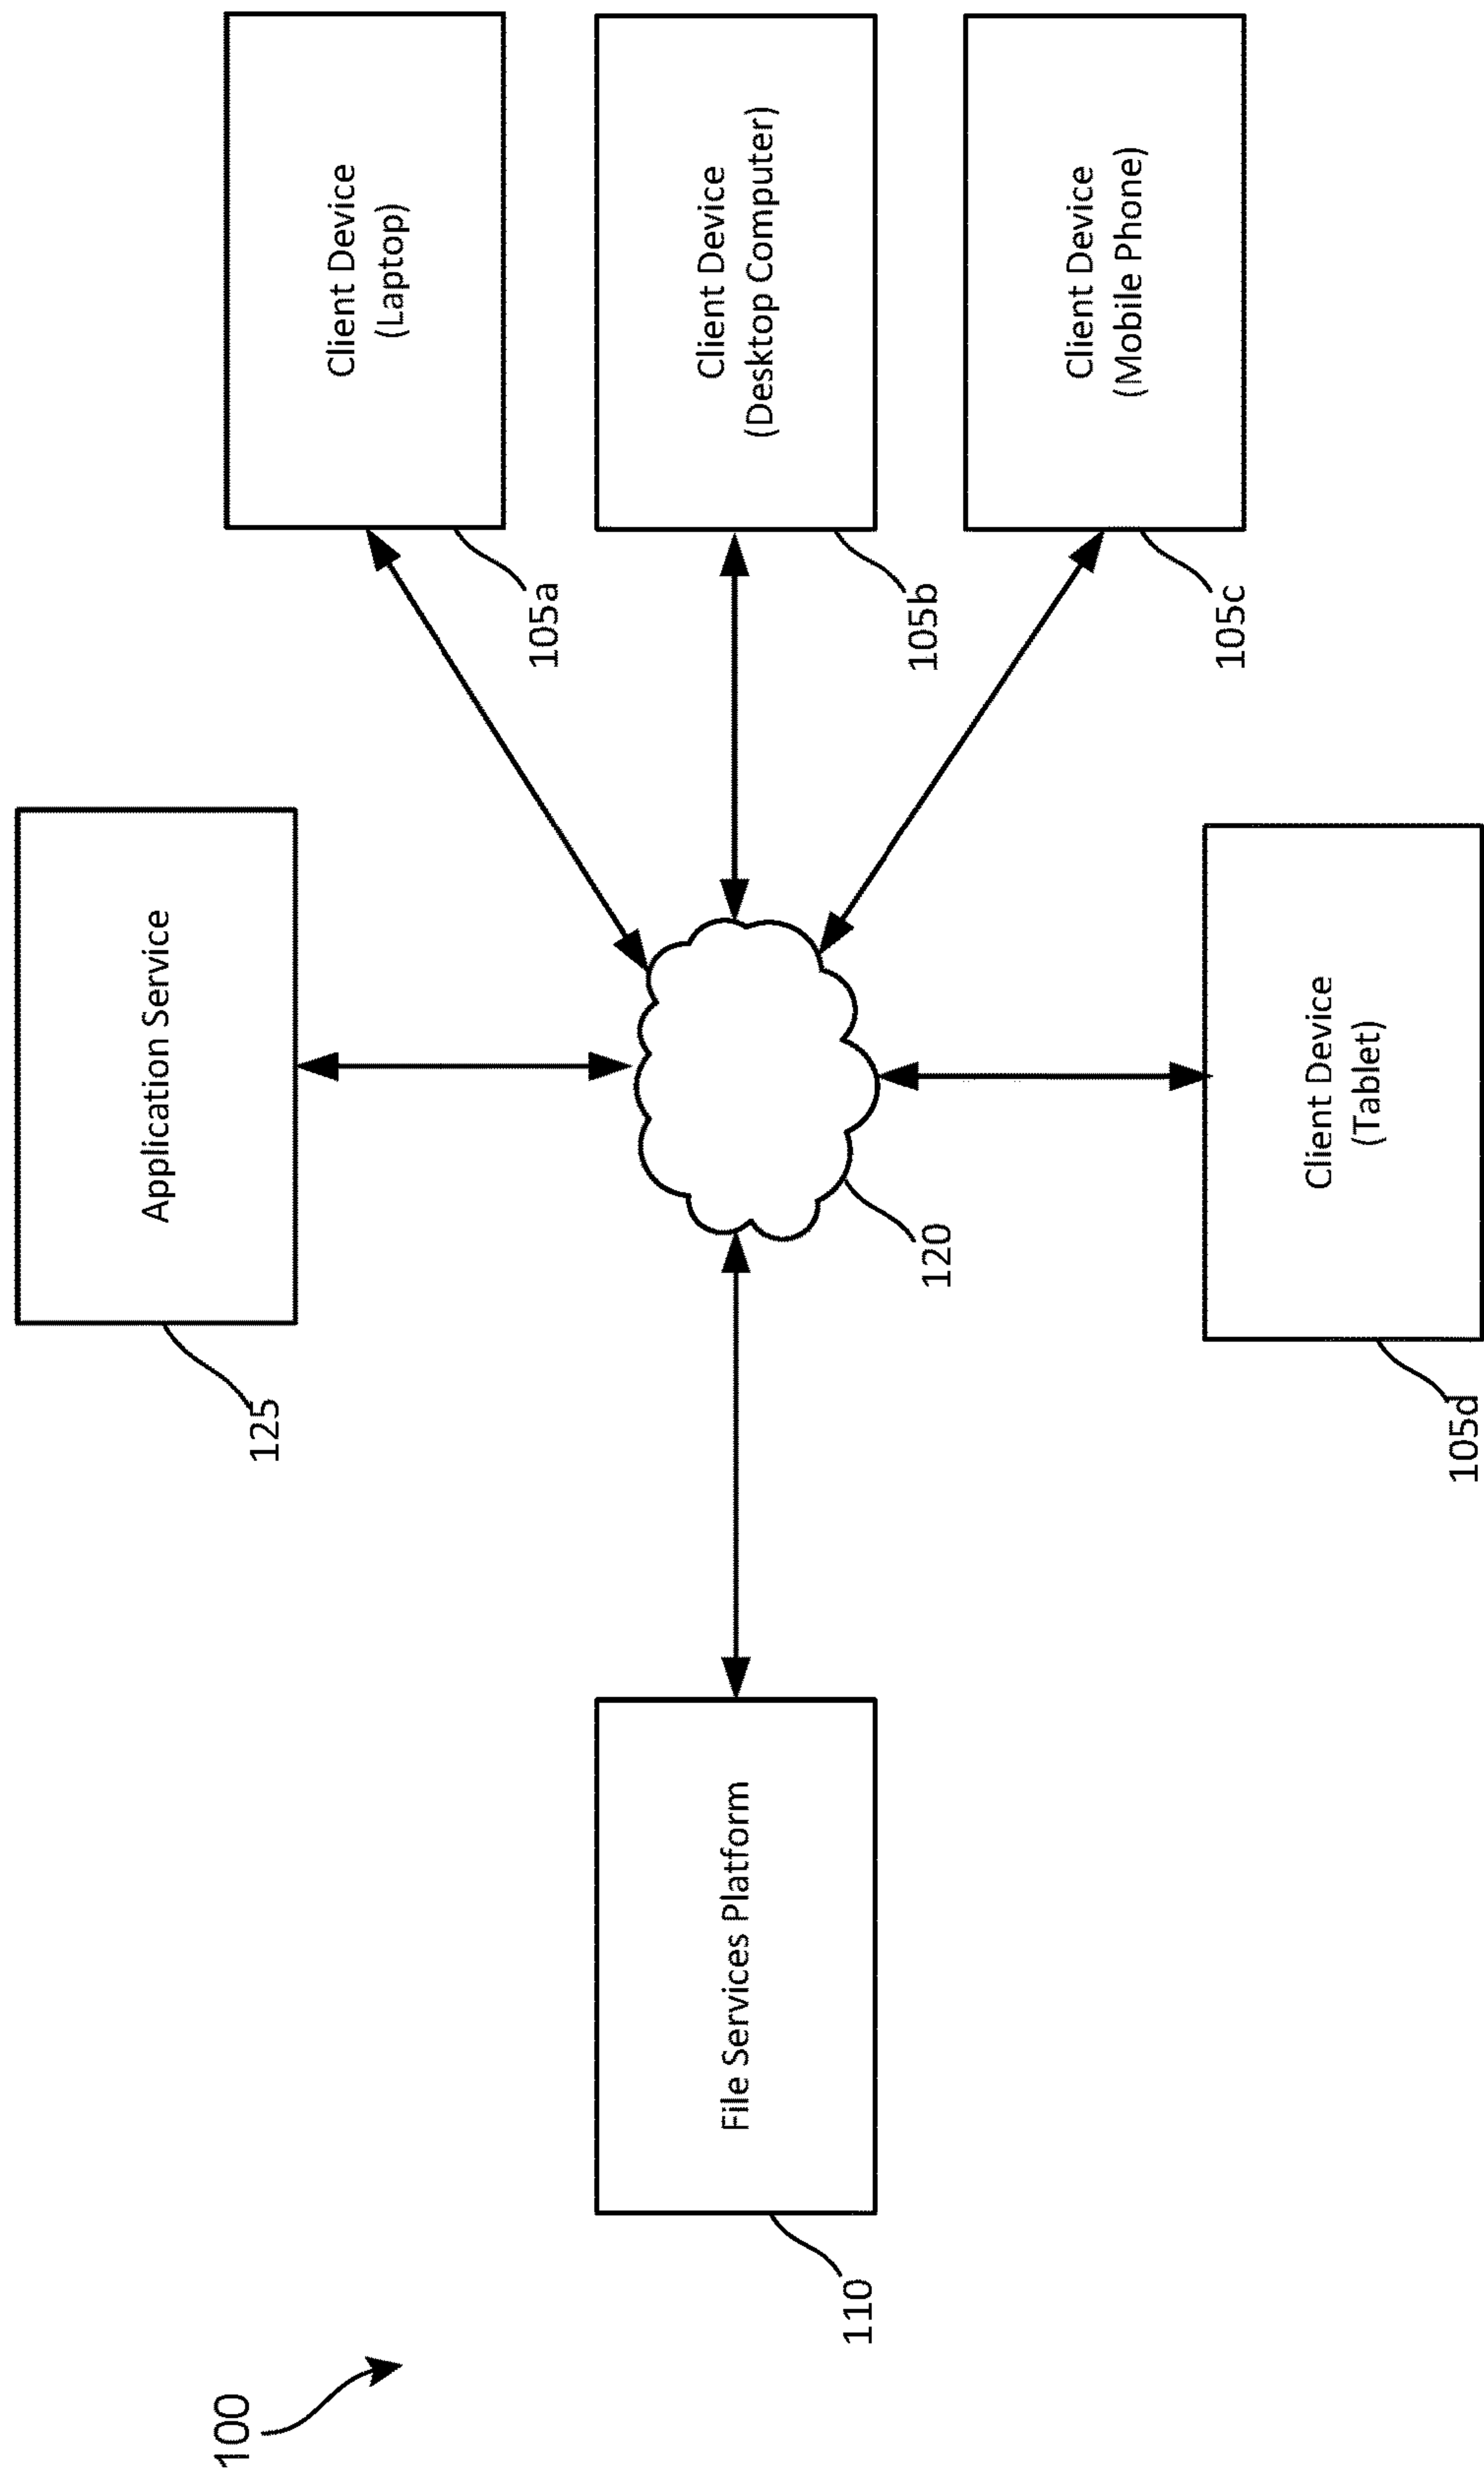 100
Application Service
125
Client Device
(Laptop)
105a
File Services Platform
110
120
Client Device
(Desktop Computer)
105b
Client Device
(Mobile Phone)
105c
Client Device
(Tablet)
105d